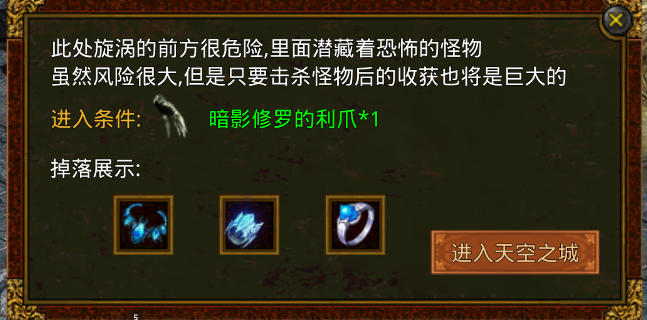 此处旋涡的前方很危险,里面潜藏着恐怖的怪物
虽然风险很大,但是只要击杀怪物后的收获也将是巨大的
进入条件: 暗影修罗的利爪*1
掉落展示:
进入天空之城
5